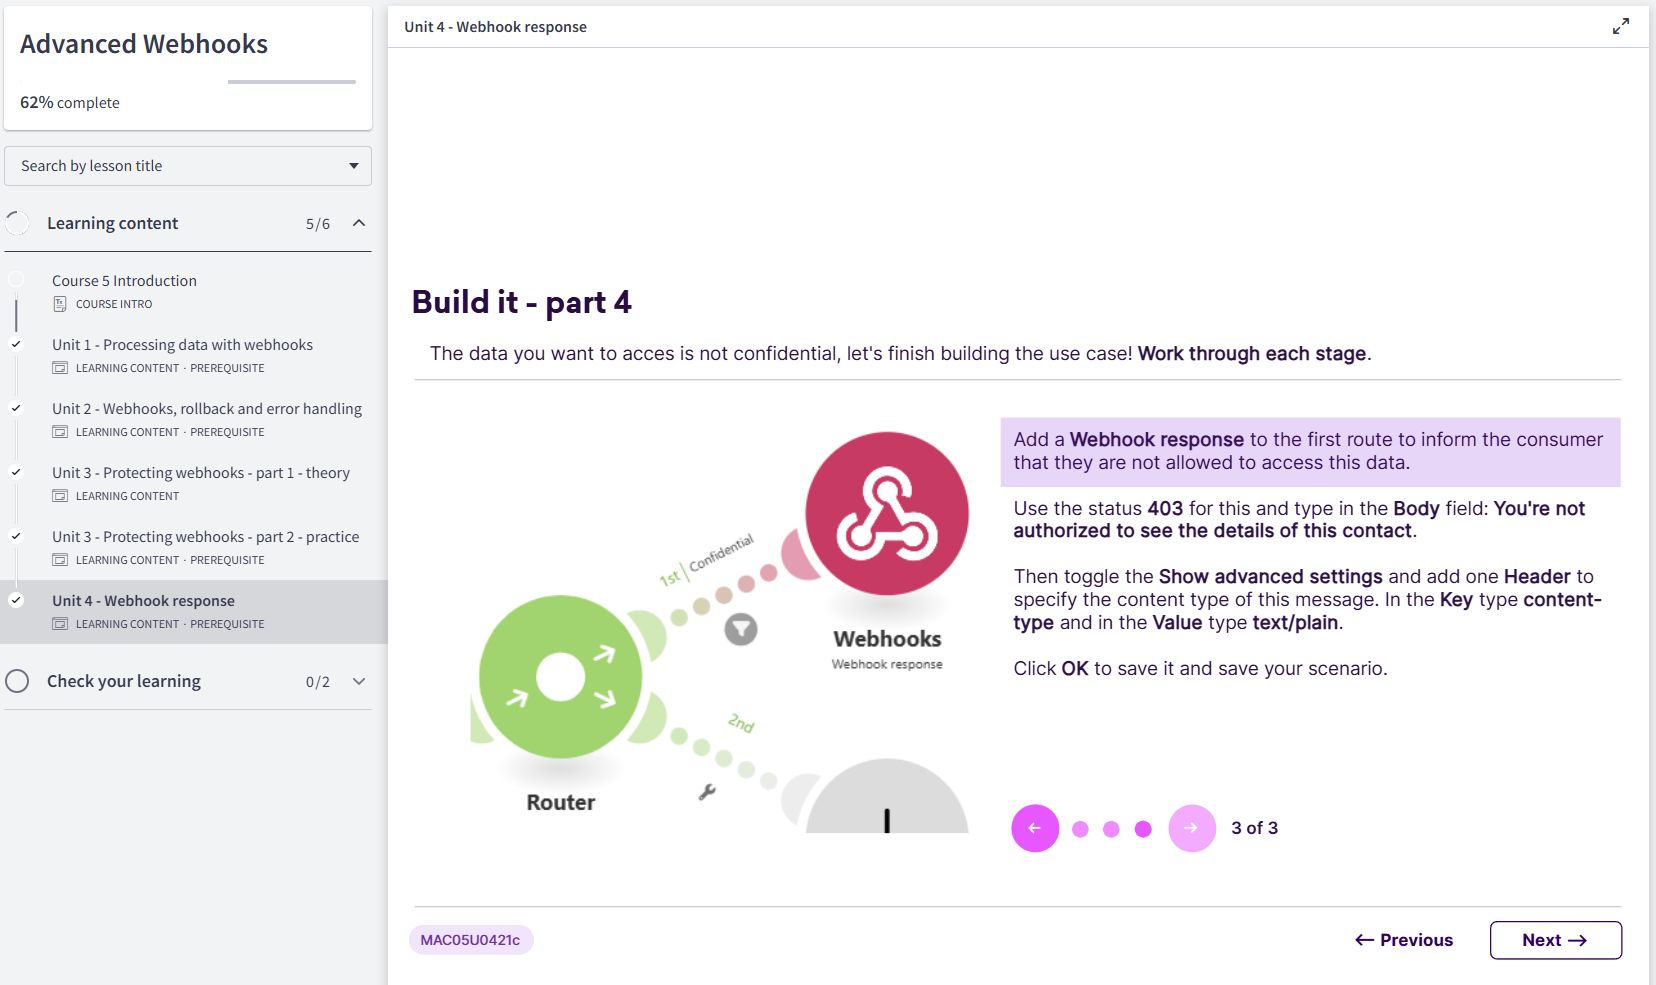 Advanced Webhooks
62% complete
Search by lesson title
Learning content 5/6
Course 5 Introduction
COURSE INTRO
Unit 1 - Processing data with webhooks
LEARNING CONTENT · PREREQUISITE
Unit 2 - Webhooks, rollback and error handling
LEARNING CONTENT · PREREQUISITE
Unit 3 - Protecting webhooks - part 1 - theory
LEARNING CONTENT
Unit 3 - Protecting webhooks - part 2 - practice
LEARNING CONTENT · PREREQUISITE
Unit 4 - Webhook response
LEARNING CONTENT · PREREQUISITE
Check your learning 0/2
Unit 4 - Webhook response
Build it - part 4
The data you want to acces is not confidential, let's finish building the use case! Work through each stage.
1st | Confidential
Webhooks
Webhook response
2nd
Router
Add a Webhook response to the first route to inform the consumer
that they are not allowed to access this data.
Use the status 403 for this and type in the Body field: You're not
authorized to see the details of this contact.
Then toggle the Show advanced settings and add one Header to
specify the content type of this message. In the Key type content-
type and in the Value type text/plain.
Click OK to save it and save your scenario.
3 of 3
MAC05U0421c
← Previous
Next →